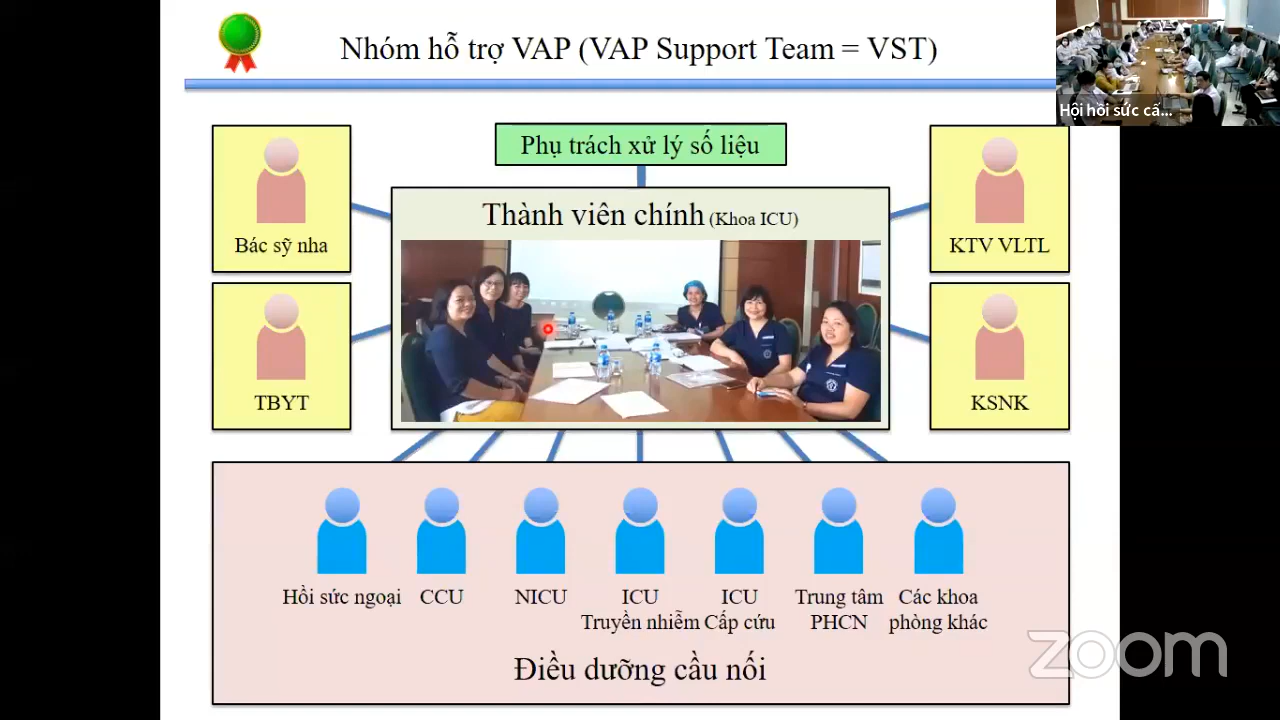 Nhóm hỗ trợ VAP (VAP Support Team = VST)
Hội hồi sức cấ...
Phụ trách xử lý số liệu
Thành viên chính (Khoa ICU)
Bác sỹ nha
KTV VLTL
TBYT
KSNK
Hồi sức ngoại
CCU
NICU
ICU
Truyền nhiễm
ICU
Cấp cứu
Trung tâm
PHCN
Các khoa
phòng khác
Điều dưỡng cầu nối
zoom